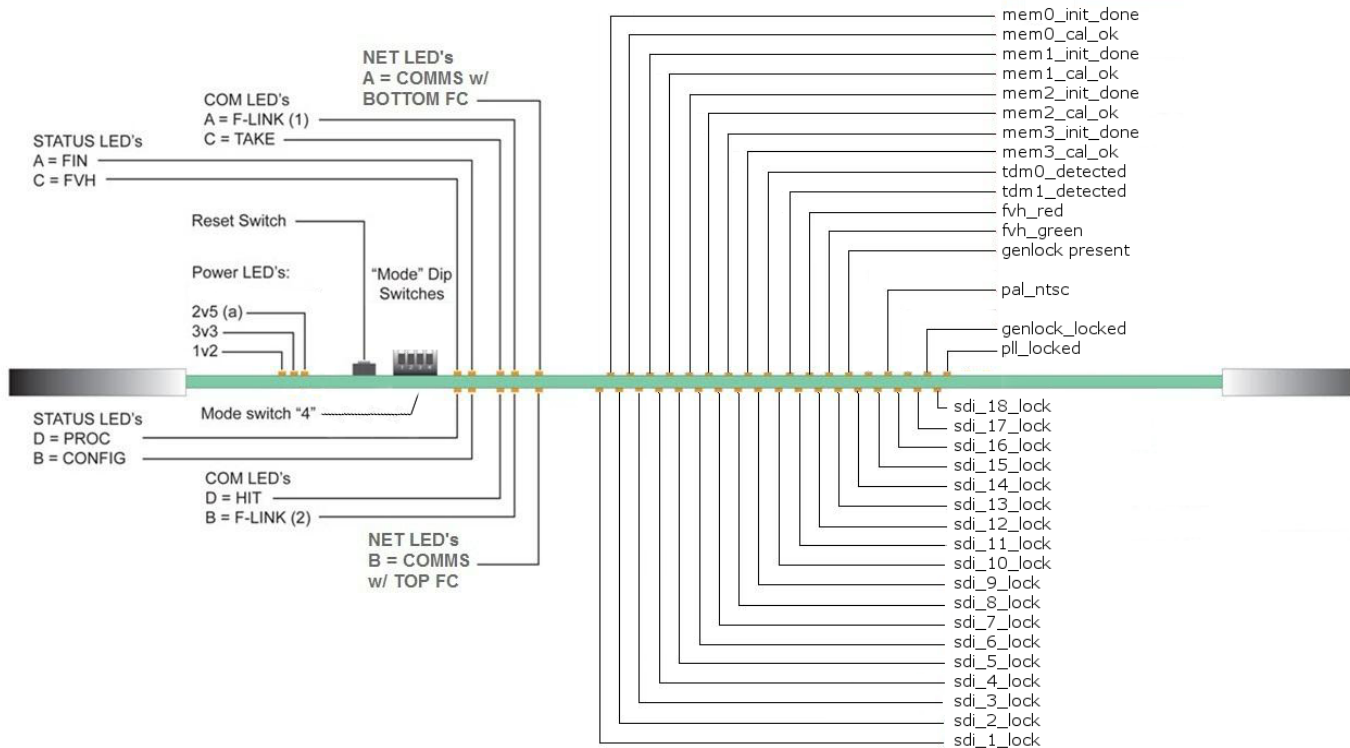 mem0_init_done
mem0_cal_ok
mem1_init_done
mem1_cal_ok
mem2_init_done
mem2_cal_ok
mem3_init_done
mem3_cal_ok
tdm0_detected
tdm1_detected
fvh_red
fvh_green
genlock present
pal_ntsc
genlock_locked
pll_locked
NET LED's
A = COMMS w/
BOTTOM FC
COM LED's
A = F-LINK (1)
C = TAKE
STATUS LED's
A = FIN
C = FVH
Reset Switch
Power LED's:
2v5 (a)
3v3
1v2
“Mode” Dip
Switches
1 2 3 4
Mode switch “4”
STATUS LED's
D = PROC
B = CONFIG
COM LED's
D = HIT
B = F-LINK (2)
NET LED's
B = COMMS
w/ TOP FC
sdi_18_lock
sdi_17_lock
sdi_16_lock
sdi_15_lock
sdi_14_lock
sdi_13_lock
sdi_12_lock
sdi_11_lock
sdi_10_lock
sdi_9_lock
sdi_8_lock
sdi_7_lock
sdi_6_lock
sdi_5_lock
sdi_4_lock
sdi_3_lock
sdi_2_lock
sdi_1_lock